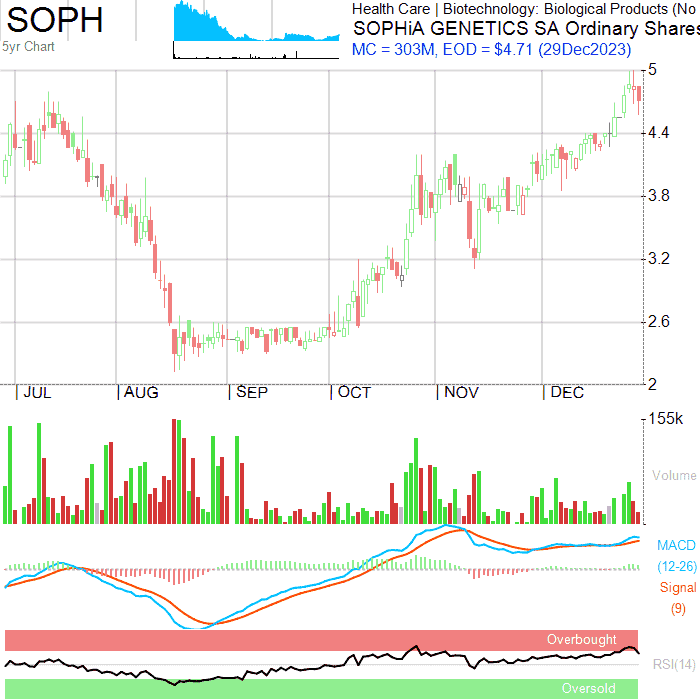 SOPH
5yr Chart
Health Care | Biotechnology: Biological Products (No
SOPHiA GENETICS SA Ordinary Shares
MC = 303M, EOD = $4.71 (29Dec2023)
5
4.4
3.8
3.2
2.6
2
JUL AUG SEP OCT NOV DEC
155k
Volume
MACD
(12-26)
Signal
(9)
Overbought
RSI(14)
Oversold